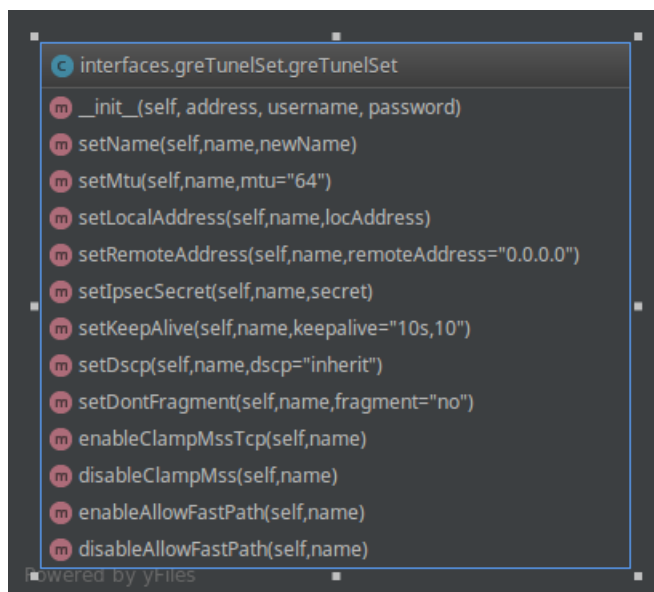 c interfaces.greTunelSet.greTunelSet
m __init__(self, address, username, password)
m setName(self,name,newName)
m setMtu(self,name,mtu="64")
m setLocalAddress(self,name,locAddress)
m setRemoteAddress(self,name,remoteAddress="0.0.0.0")
m setIpsecSecret(self,name,secret)
m setKeepAlive(self,name,keepalive="10s,10")
m setDscp(self,name,dscp="inherit")
m setDontFragment(self,name,fragment="no")
m enableClampMssTcp(self,name)
m disableClampMss(self,name)
m enableAllowFastPath(self,name)
m disableAllowFastPath(self,name)
Powered by yFiles